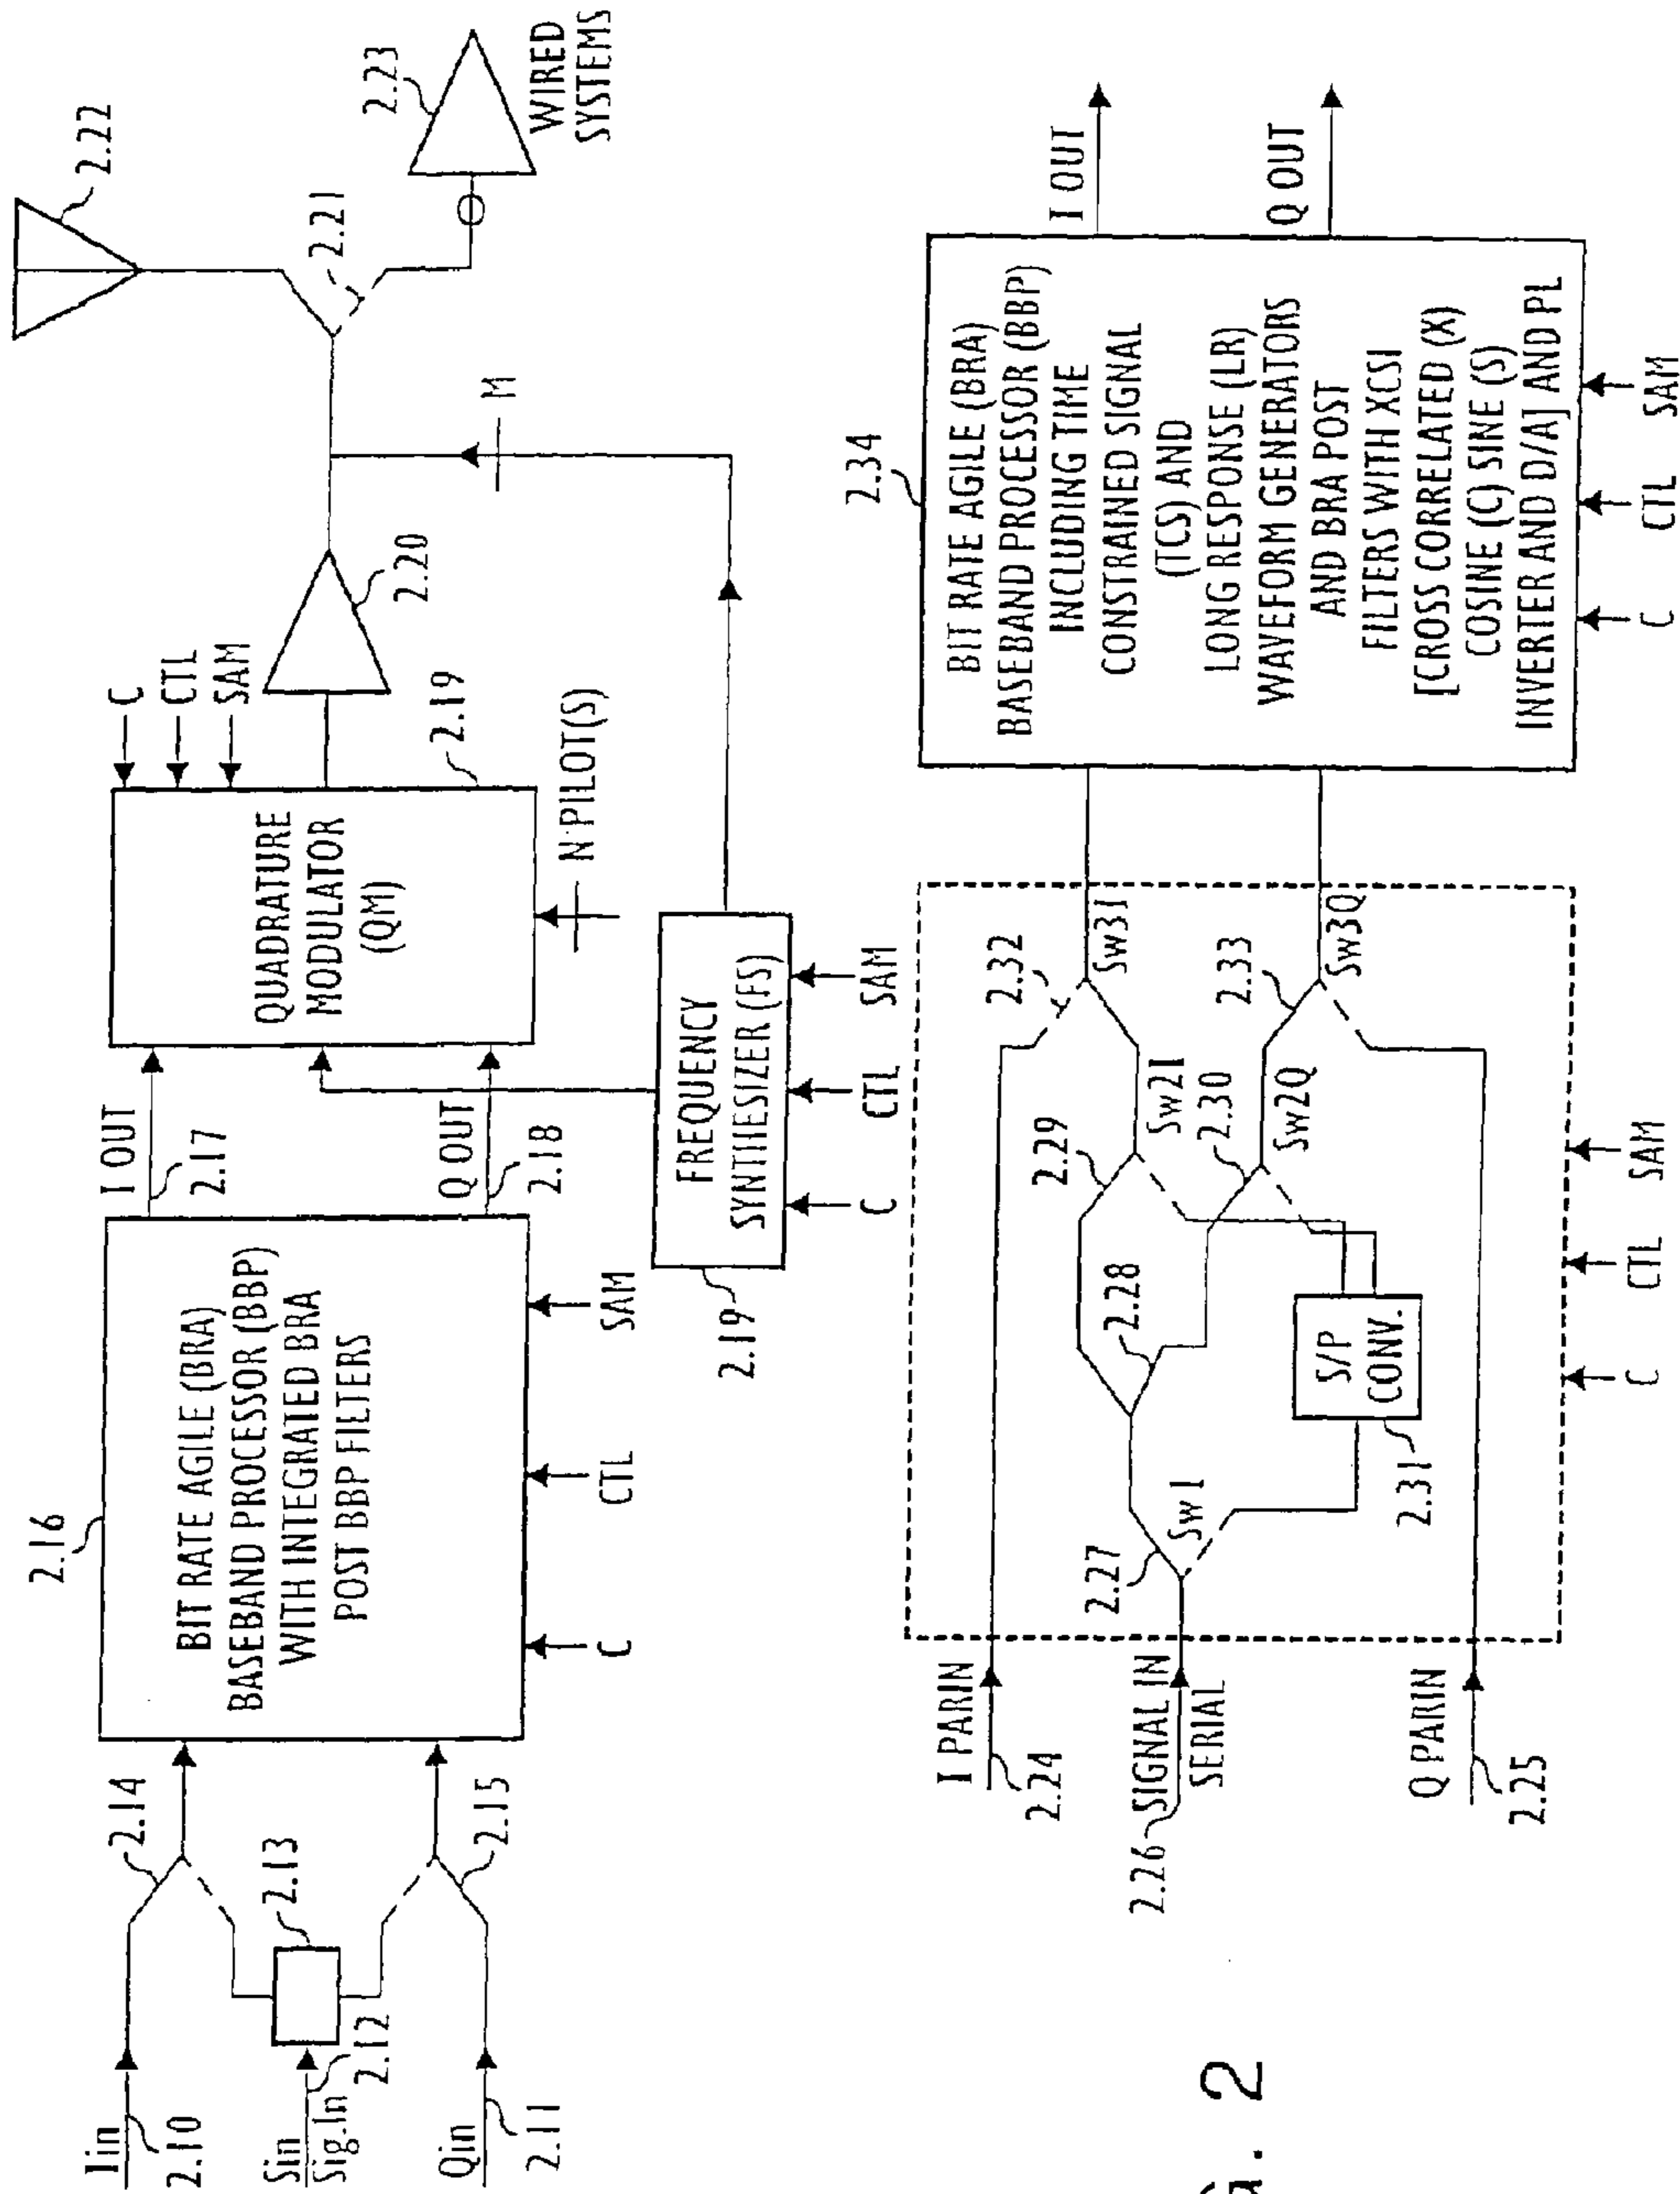 Iin
2.10
Sin
Sig.In
2.12
Qin
2.11
2.13
2.14
2.15
2.16
BIT RATE AGILE (BRA)
BASEBAND PROCESSOR (BBP)
WITH INTEGRATED BRA
POST BBP FILTERS
C
CTL
SAM
I OUT
2.17
Q OUT
2.18
QUADRATURE
MODULATOR
(QM)
C
CTL
SAM
2.19
N PILOT(S)
2.19
FREQUENCY
SYNTHESIZER (FS)
C
CTL
SAM
2.20
M
2.21
2.22
2.23
WIRED
SYSTEMS
I PARIN
2.24
2.26
SIGNAL IN
SERIAL
Q PARIN
2.25
2.27
Sw1
2.28
2.29
S/P
CONV.
2.31
Sw2I
2.30
Sw2Q
2.32
Sw3I
2.33
Sw3Q
C
CTL
SAM
2.34
BIT RATE AGILE (BRA)
BASEBAND PROCESSOR (BBP)
INCLUDING TIME
CONSTRAINED SIGNAL
(TCS) AND
LONG RESPONSE (LR)
WAVEFORM GENERATORS
AND BRA POST
FILTERS WITH XCSI
[CROSS CORRELATED (X)
COSINE (C) SINE (S)
INVERTER AND D/A] AND PL
C
CTL
SAM
I OUT
Q OUT
G. 2